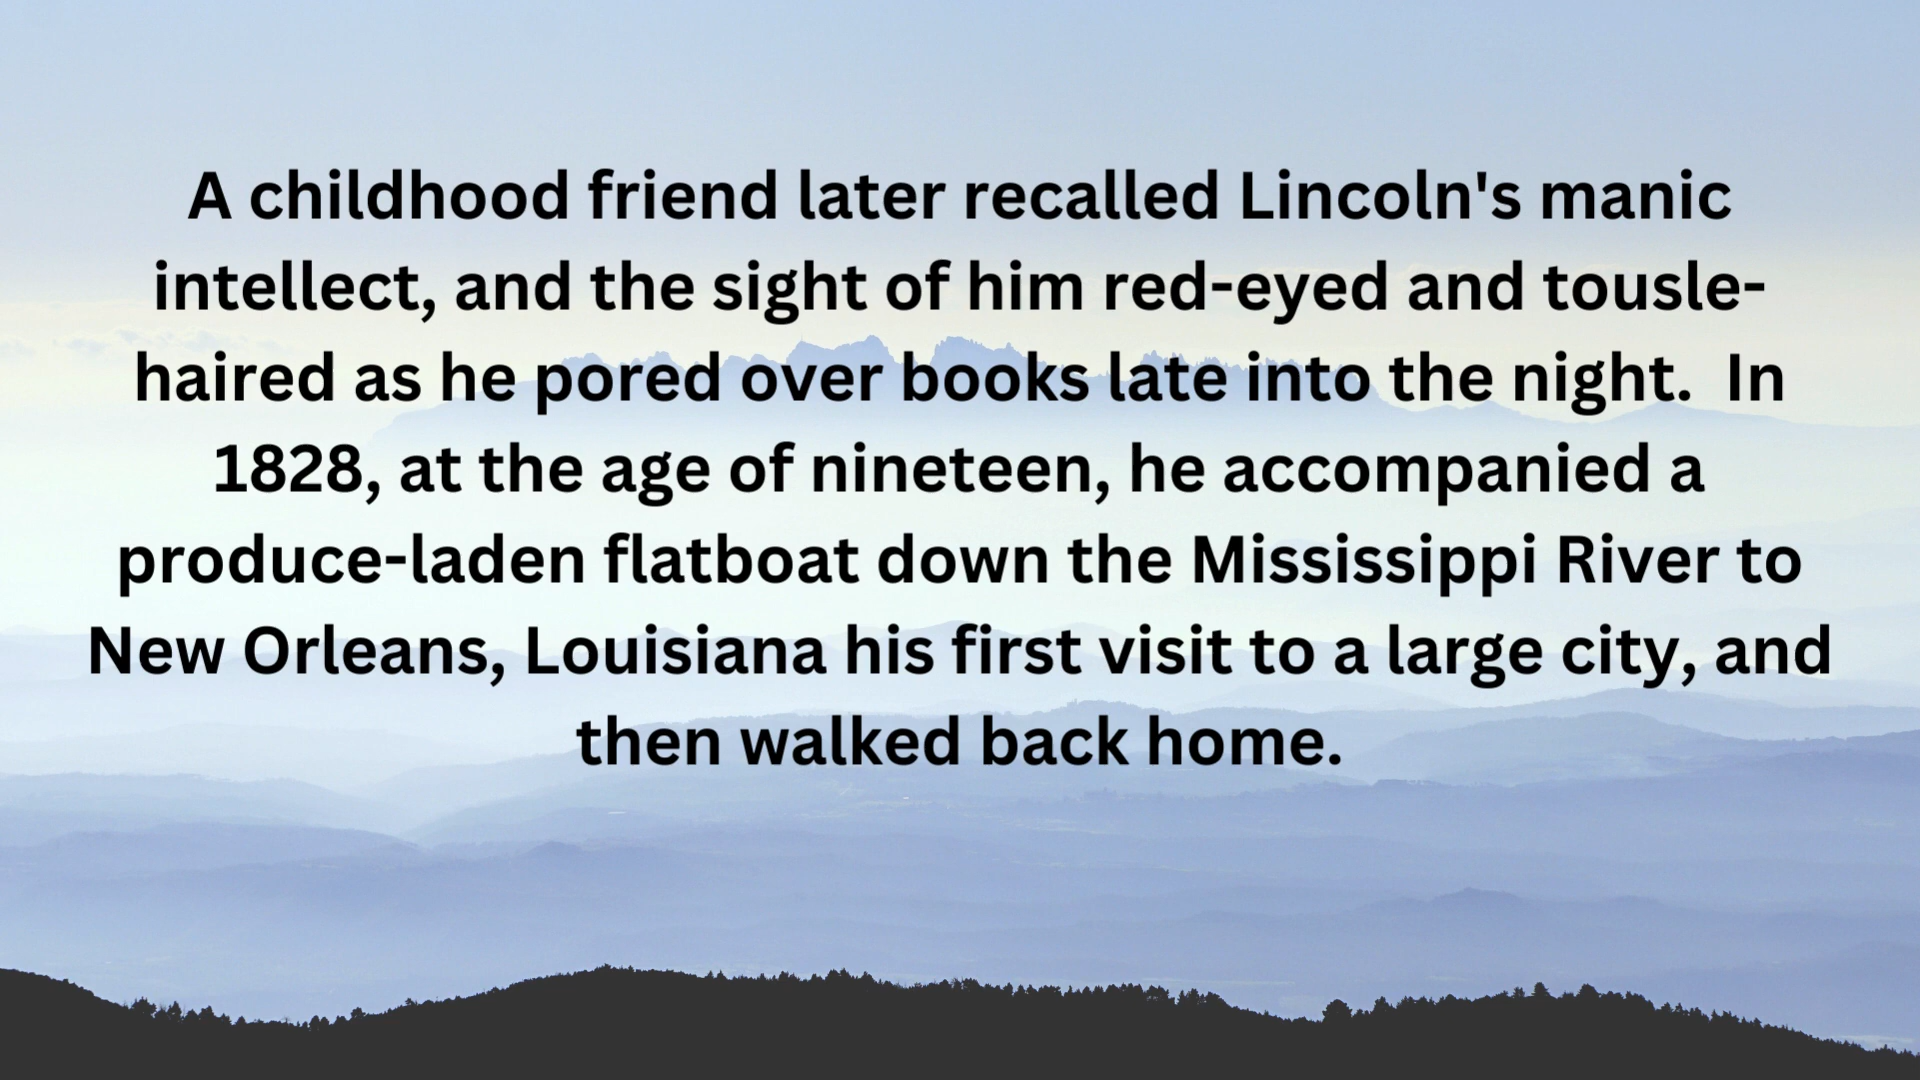 A childhood friend later recalled Lincoln's manic
intellect, and the sight of him red-eyed and tousle-
haired as he pored over books late into the night.  In
1828, at the age of nineteen, he accompanied a
produce-laden flatboat down the Mississippi River to
New Orleans, Louisiana his first visit to a large city, and
then walked back home.